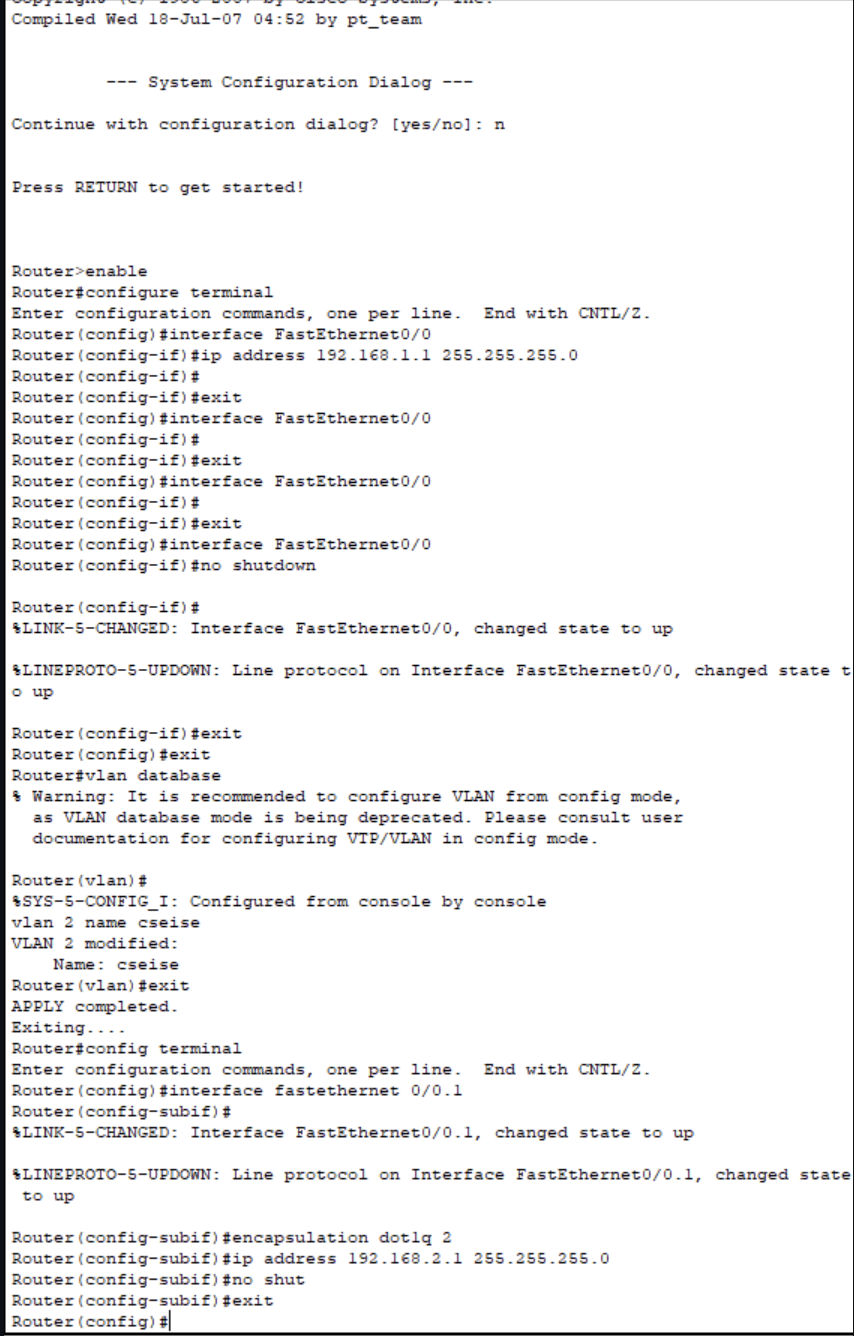 Copyright (c) 1986-2007 by Cisco Systems, Inc.
Compiled Wed 18-Jul-07 04:52 by pt_team
--- System Configuration Dialog ---
Continue with configuration dialog? [yes/no]: n
Press RETURN to get started!
Router>enable
Router#configure terminal
Enter configuration commands, one per line.  End with CNTL/Z.
Router(config)#interface FastEthernet0/0
Router(config-if)#ip address 192.168.1.1 255.255.255.0
Router(config-if)#
Router(config-if)#exit
Router(config)#interface FastEthernet0/0
Router(config-if)#
Router(config-if)#exit
Router(config)#interface FastEthernet0/0
Router(config-if)#
Router(config-if)#exit
Router(config)#interface FastEthernet0/0
Router(config-if)#no shutdown
Router(config-if)#
%LINK-5-CHANGED: Interface FastEthernet0/0, changed state to up
%LINEPROTO-5-UPDOWN: Line protocol on Interface FastEthernet0/0, changed state t
o up
Router(config-if)#exit
Router(config)#exit
Router#vlan database
% Warning: It is recommended to configure VLAN from config mode,
as VLAN database mode is being deprecated. Please consult user
documentation for configuring VTP/VLAN in config mode.
Router(vlan)#
%SYS-5-CONFIG_I: Configured from console by console
vlan 2 name cseise
VLAN 2 modified:
Name: cseise
Router(vlan)#exit
APPLY completed.
Exiting....
Router#config terminal
Enter configuration commands, one per line.  End with CNTL/Z.
Router(config)#interface fastethernet 0/0.1
Router(config-subif)#
%LINK-5-CHANGED: Interface FastEthernet0/0.1, changed state to up
%LINEPROTO-5-UPDOWN: Line protocol on Interface FastEthernet0/0.1, changed state
to up
Router(config-subif)#encapsulation dot1q 2
Router(config-subif)#ip address 192.168.2.1 255.255.255.0
Router(config-subif)#no shut
Router(config-subif)#exit
Router(config)#